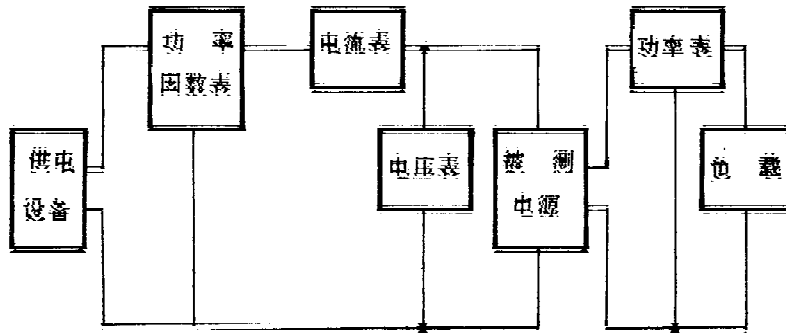 功 率
因数表
电流表
功率表
供电
设备
电压表
被 测
电源
负 载